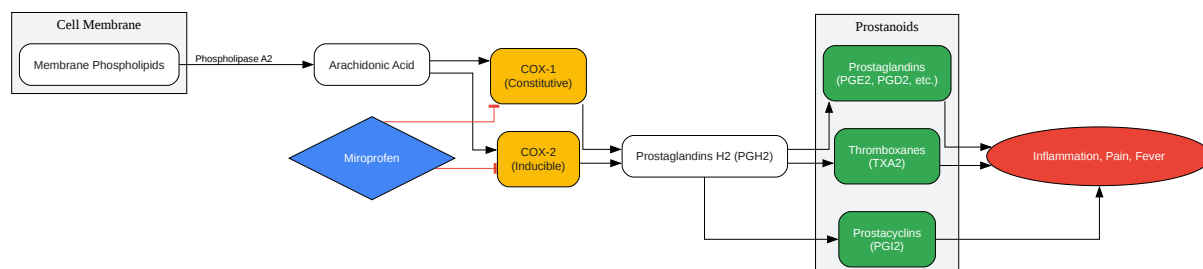 Cell Membrane
Membrane Phospholipids
Phospholipase A2
Arachidonic Acid
COX-1
(Constitutive)
Miroprofen
COX-2
(Inducible)
Prostaglandins H2 (PGH2)
Prostanoids
Prostaglandins
(PGE2, PGD2, etc.)
Thromboxanes
(TXA2)
Prostacyclins
(PGI2)
Inflammation, Pain, Fever